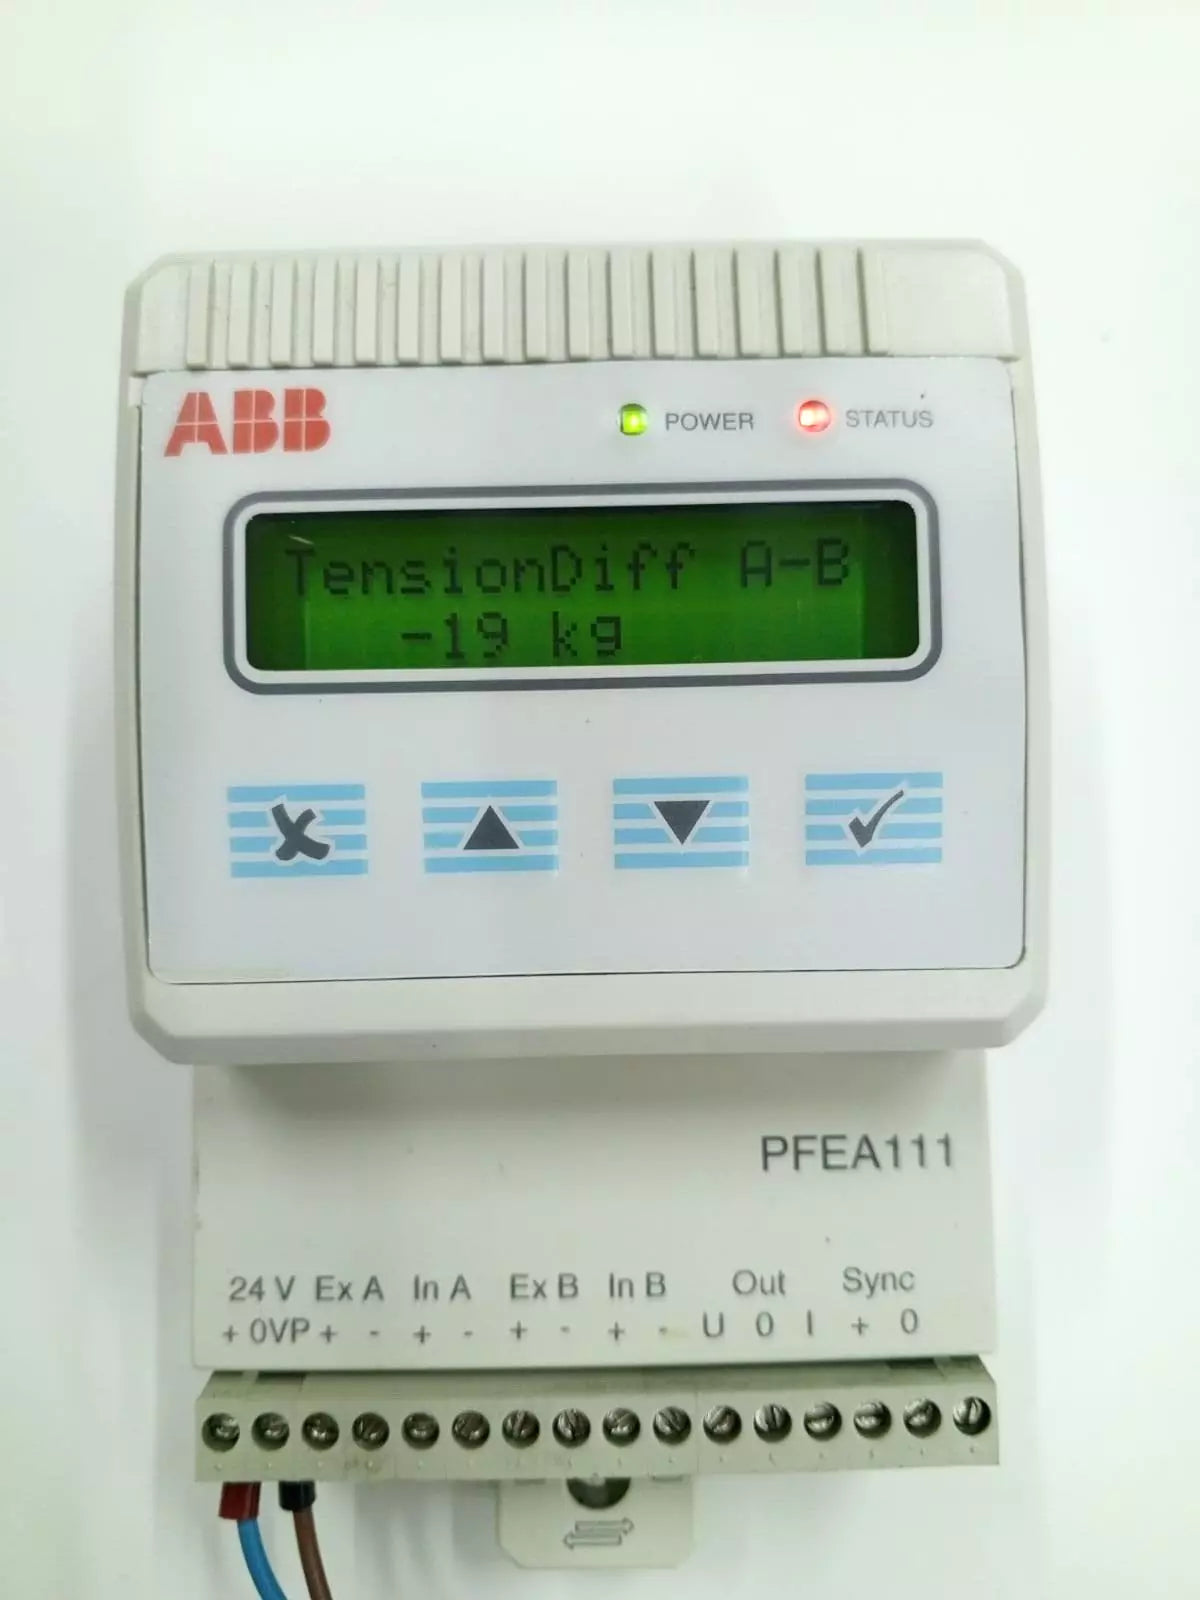 ABB
POWER STATUS
TensionDiff A-B
-19 kg
PFEA111
24 V Ex A In A Ex B In B Out Sync
+ 0VP + - + - + - + - U 0 I + 0